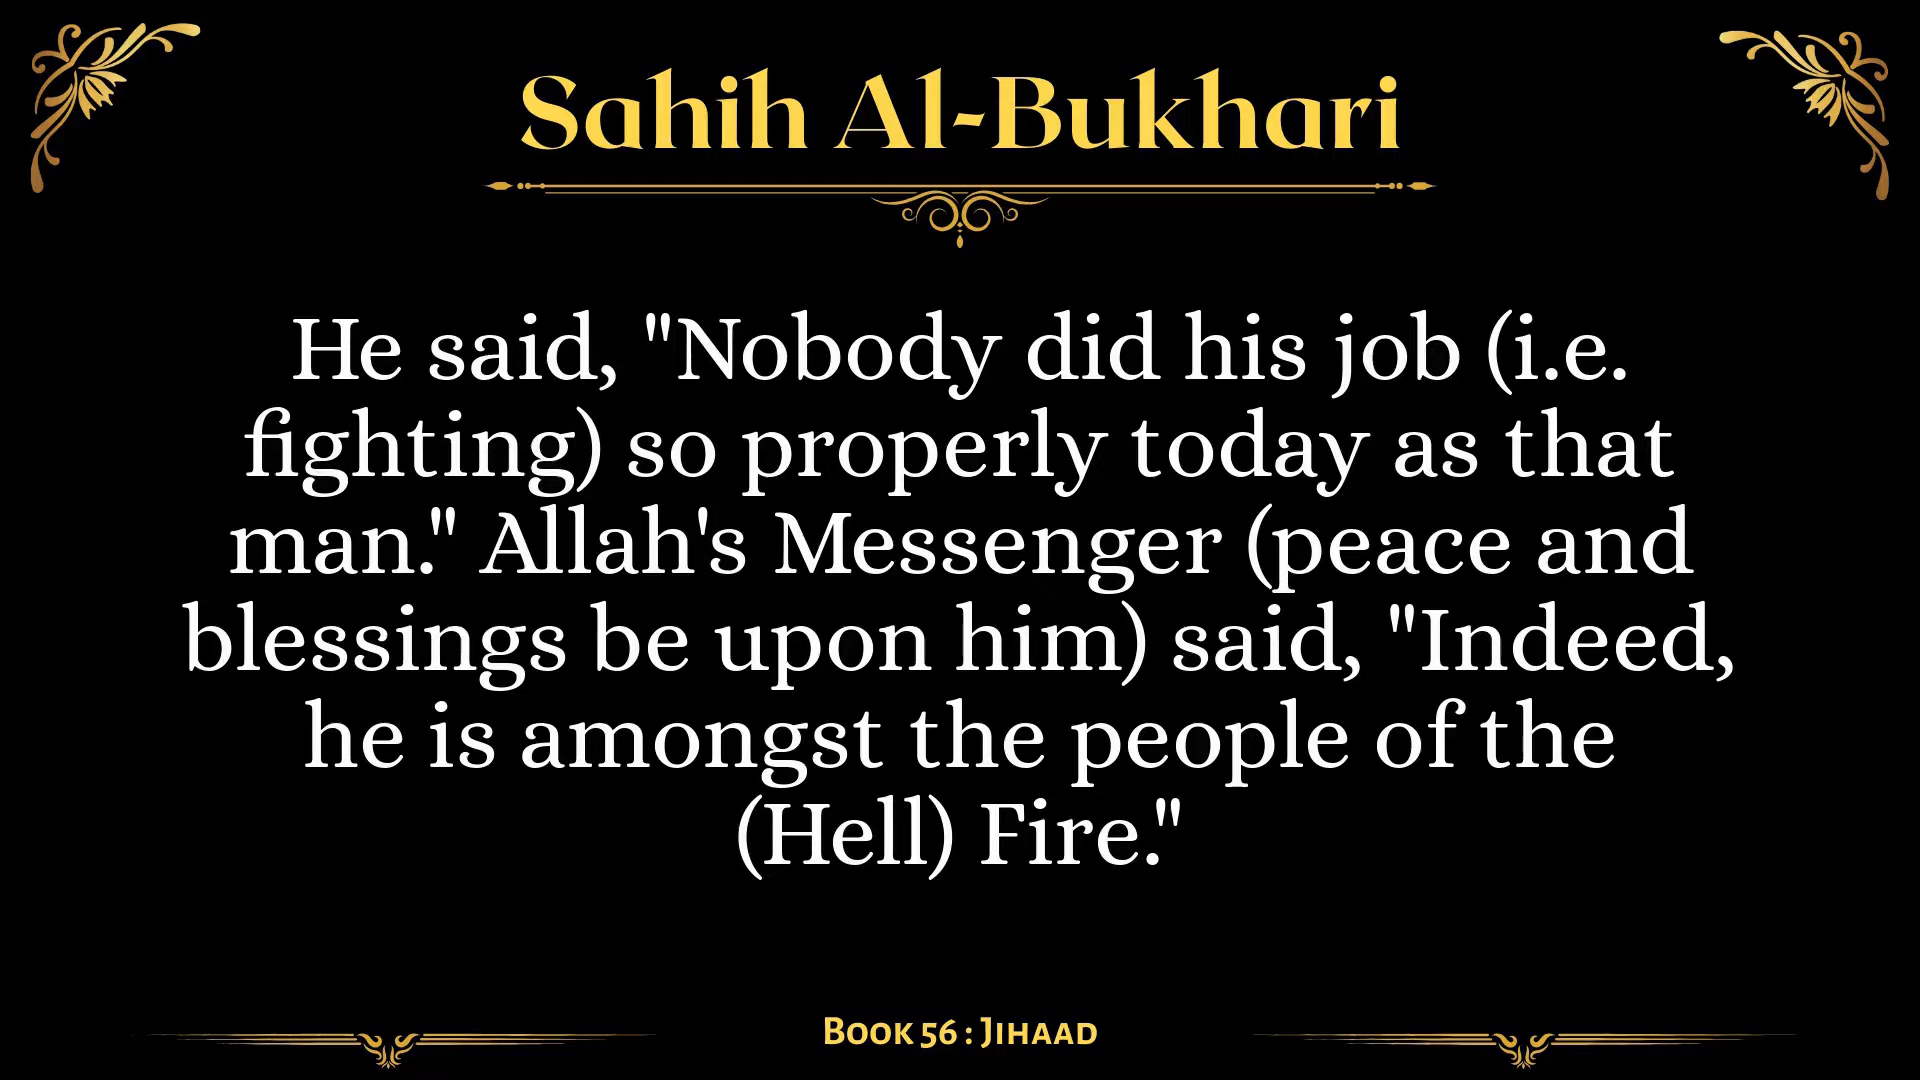 Sahih Al-Bukhari
He said, "Nobody did his job (i.e.
fighting) so properly today as that
man." Allah's Messenger (peace and
blessings be upon him) said, "Indeed,
he is amongst the people of the
(Hell) Fire."
Book 56 : Jihaad